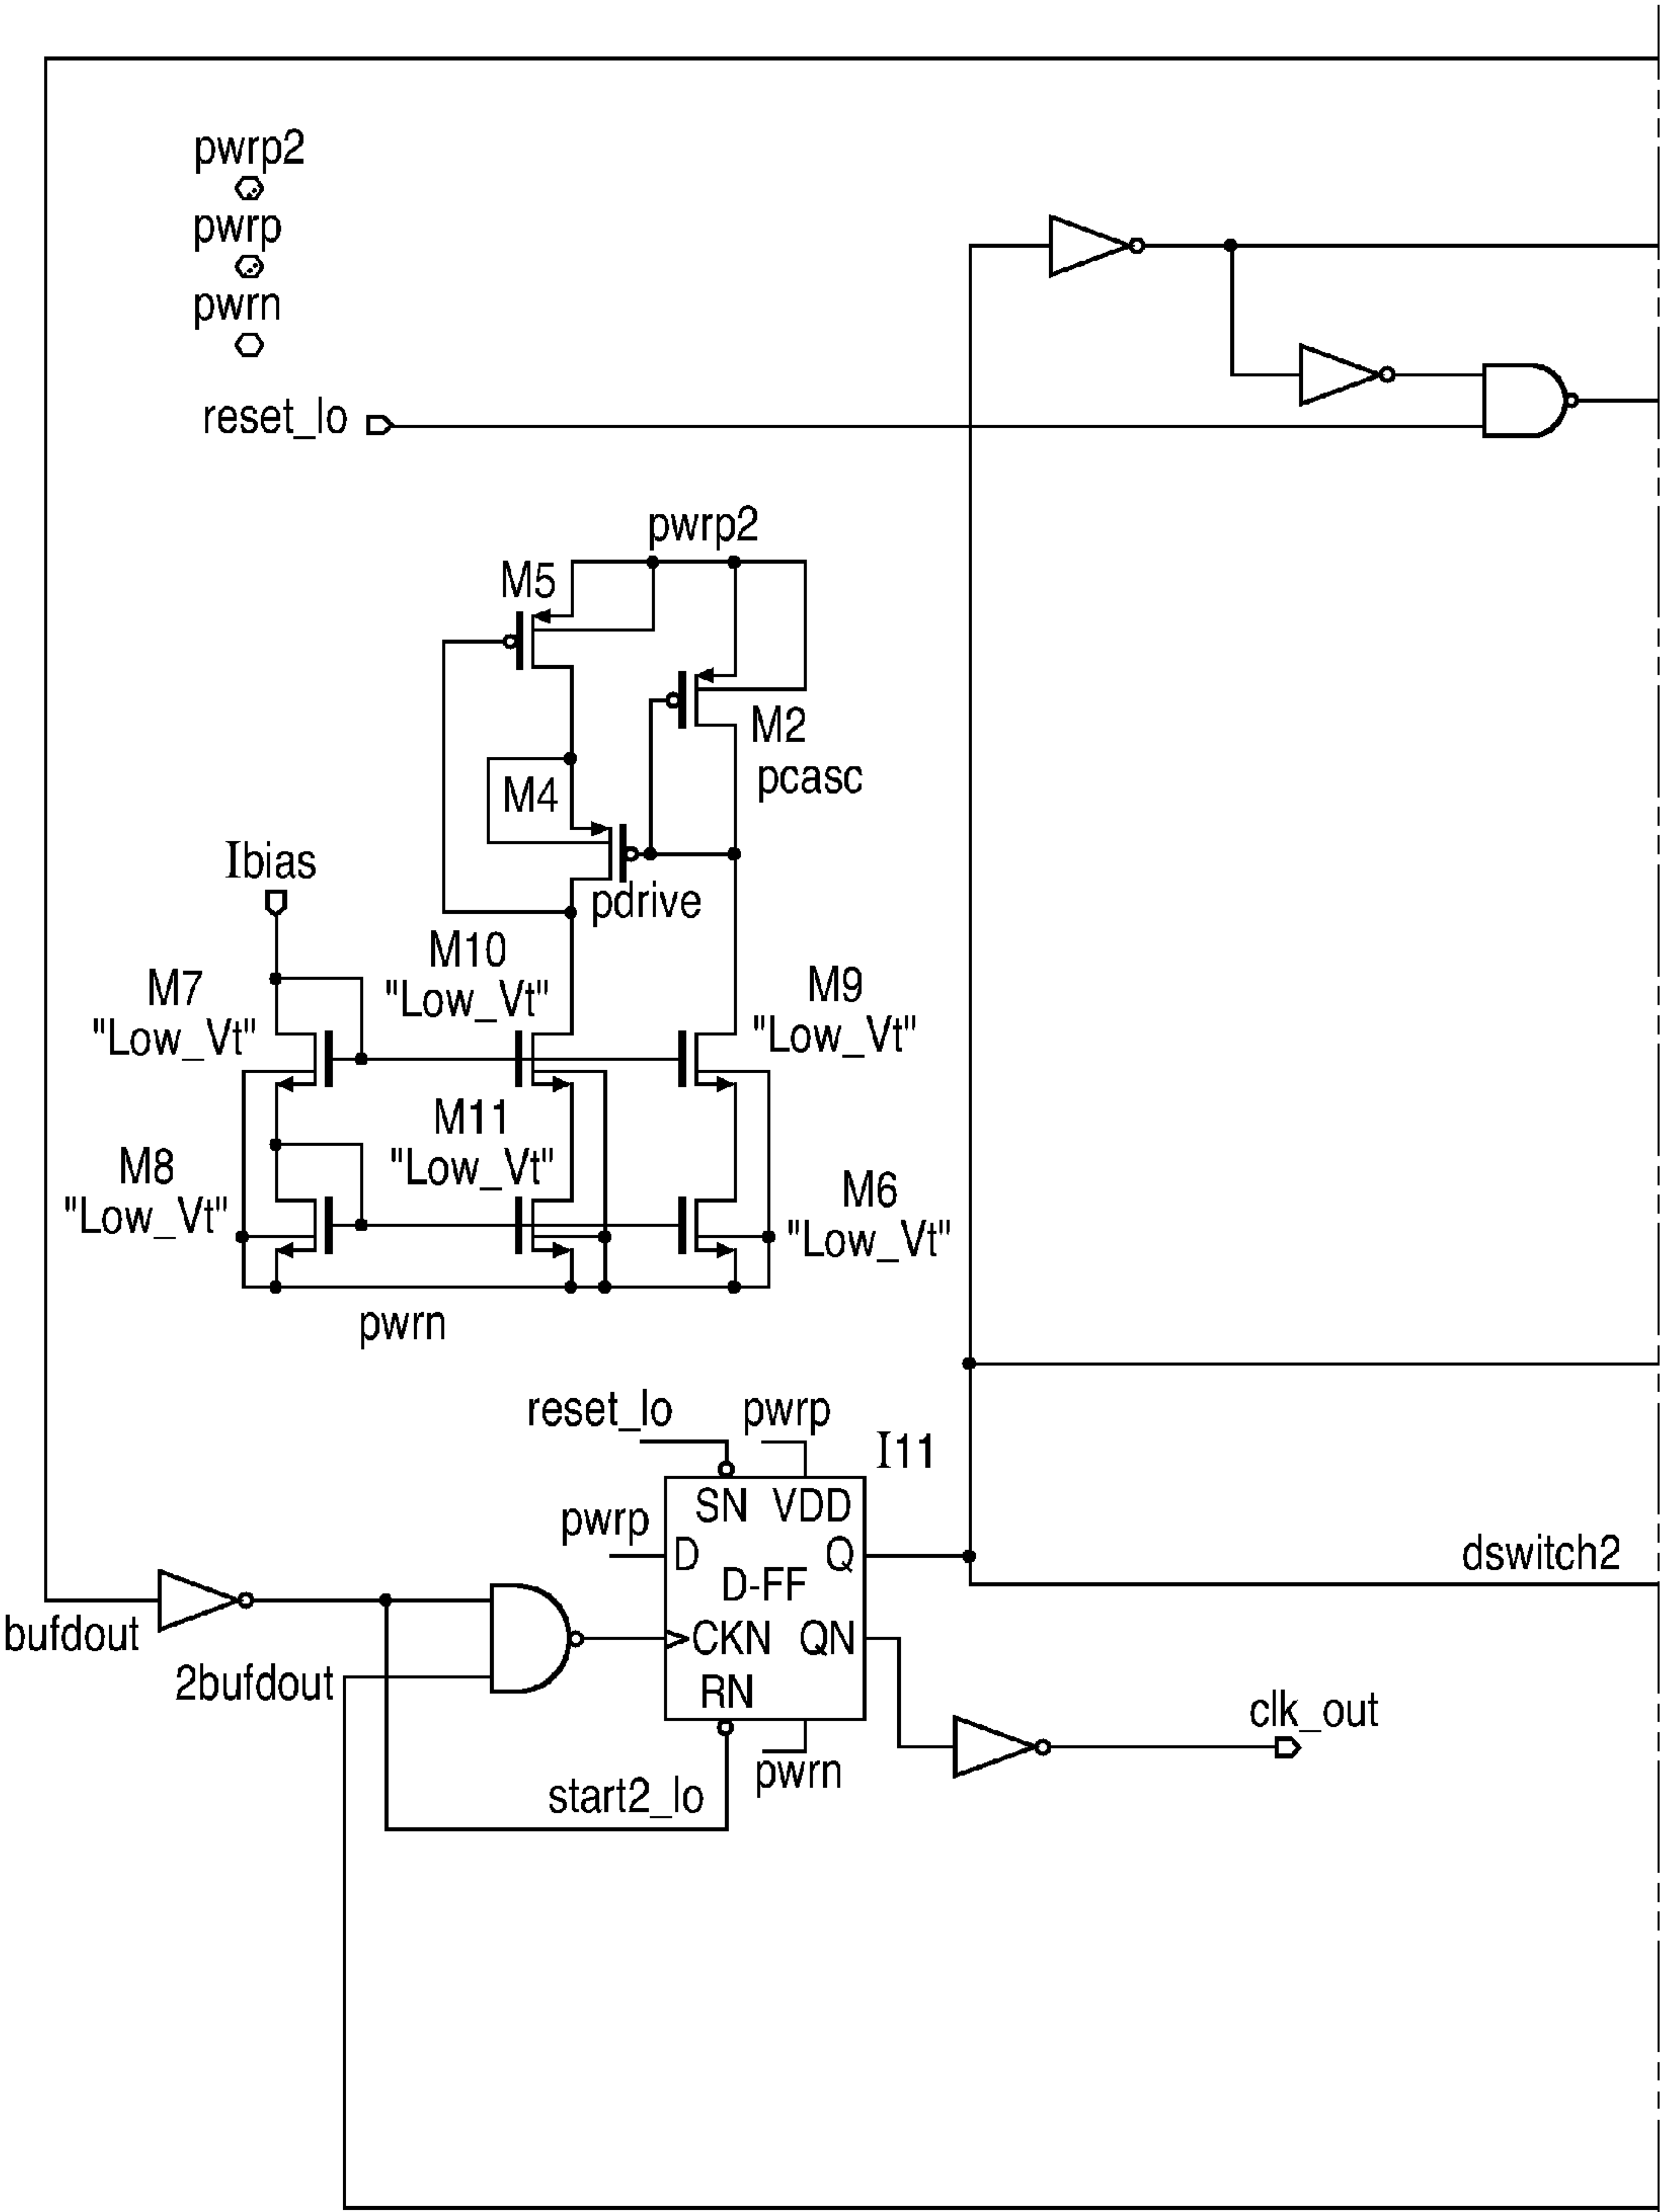 pwrp2
pwrp
pwrn
reset_lo
pwrp2
M5
M2
pcasc
M4
Ibias
pdrive
M10
"Low_Vt"
M7
"Low_Vt"
M9
"Low_Vt"
M11
"Low_Vt"
M8
"Low_Vt"
M6
"Low_Vt"
pwrn
reset_lo
pwrp
I11
SN VDD
pwrp
D
Q
D-FF
CKN QN
RN
dswitch2
bufdout
2bufdout
clk_out
pwrn
start2_lo